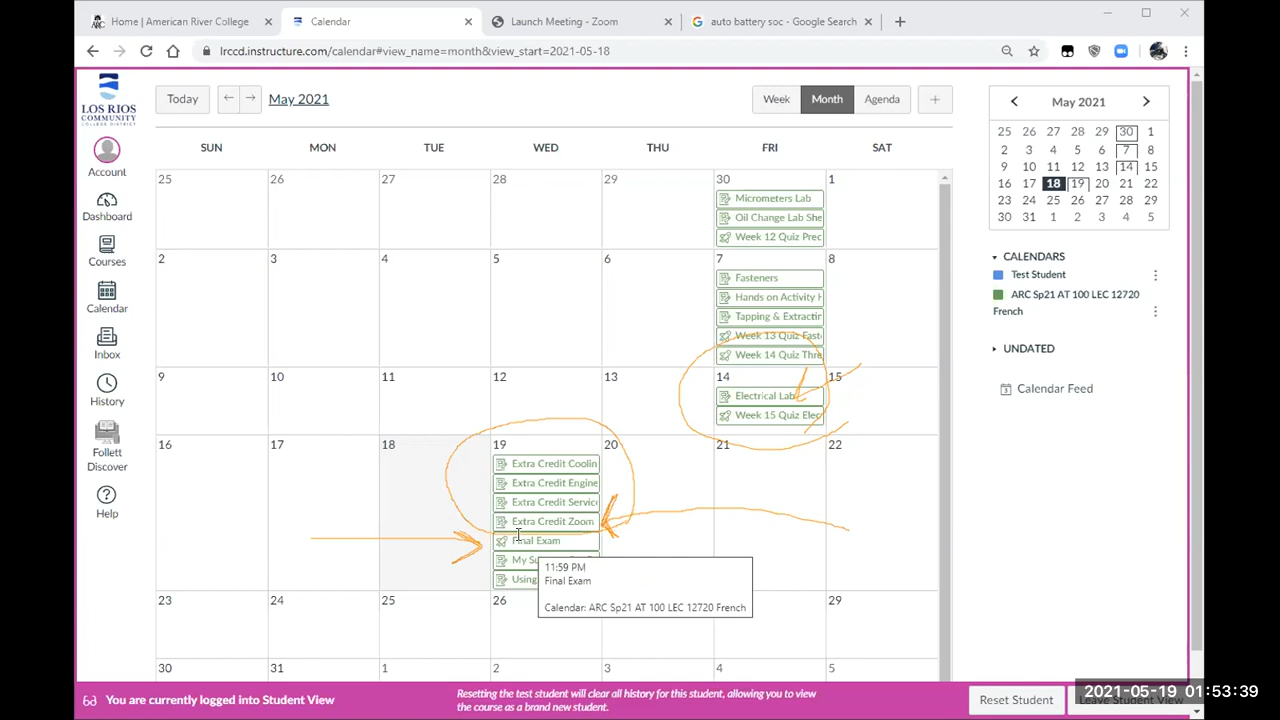 Home | American River College
Calendar
Launch Meeting - Zoom
auto battery soc - Google Search
lrccd.instructure.com/calendar#view_name=month&view_start=2021-05-18
LOS RIOS
COMMUNITY
COLLEGE DISTRICT
Account
Dashboard
Courses
Calendar
Inbox
History
Follett
Discover
Help
Today
May 2021
Week Month Agenda
SUN MON TUE WED THU FRI SAT
25 26 27 28 29 30 1
Micrometers Lab
Oil Change Lab She
Week 12 Quiz Prec
2 3 4 5 6 7 8
Fasteners
Hands on Activity H
Tapping & Extractin
Week 13 Quiz Faste
Week 14 Quiz Thre
9 10 11 12 13 14 15
Electrical Lab
Week 15 Quiz Elec
16 17 18 19 20 21 22
Extra Credit Coolin
Extra Credit Engine
Extra Credit Service
Extra Credit Zoom
Final Exam
My Su
Using
11:59 PM
Final Exam
Calendar: ARC Sp21 AT 100 LEC 12720 French
23 24 25 26 29
30 31 1 2 3 4 5
May 2021
25 26 27 28 29 30 1
2 3 4 5 6 7 8
9 10 11 12 13 14 15
16 17 18 19 20 21 22
23 24 25 26 27 28 29
30 31 1 2 3 4 5
CALENDARS
Test Student
ARC Sp21 AT 100 LEC 12720
French
UNDATED
Calendar Feed
You are currently logged into Student View
Resetting the test student will clear all history for this student, allowing you to view
the course as a brand new student.
Reset Student
Leave Student View
2021-05-19 01:53:39